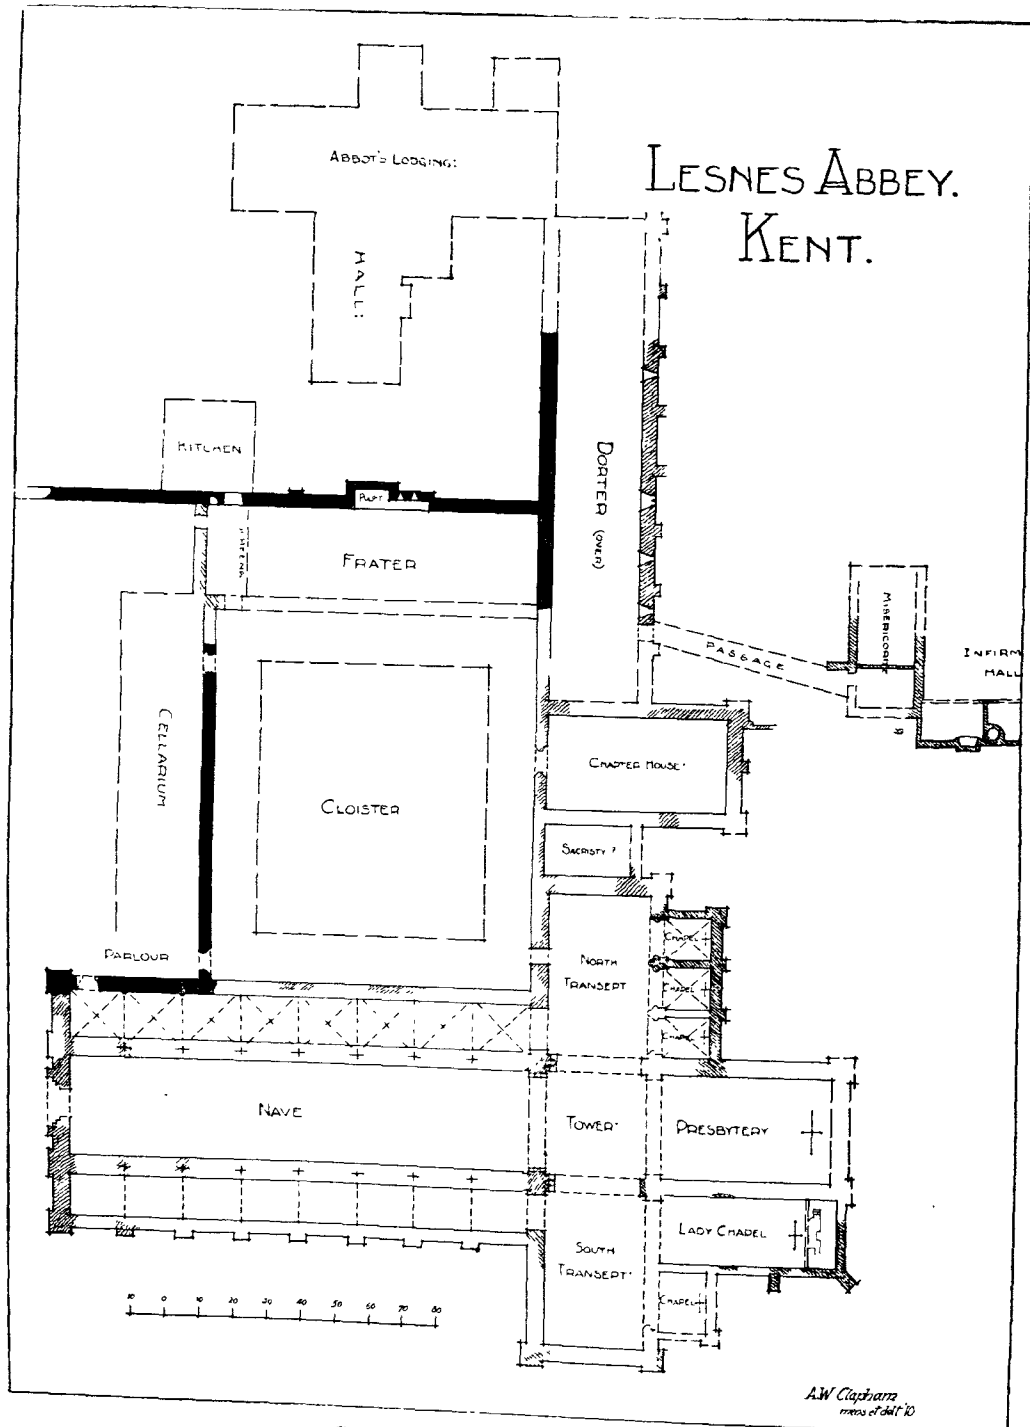 LESNES ABBEY.
KENT.
ABBOT'S LODGING:
HALL:
KITCHEN
PULPT
FRATER
DORTER (OVER)
PASSAGE
MISERICORDE
INFIRM
HALL
CELLARIUM
CLOISTER
CHAPTER HOUSE.
SACRISTY ?
PARLOUR
NORTH
TRANSEPT
CHAPEL
CHAPEL
CHAPEL
NAVE
TOWER.
PRESBYTERY
LADY CHAPEL
SOUTH
TRANSEPT.
CHAPEL
10 0 10 20 30 40 50 60 70 80
A.W. Clapham
mens et delt '10